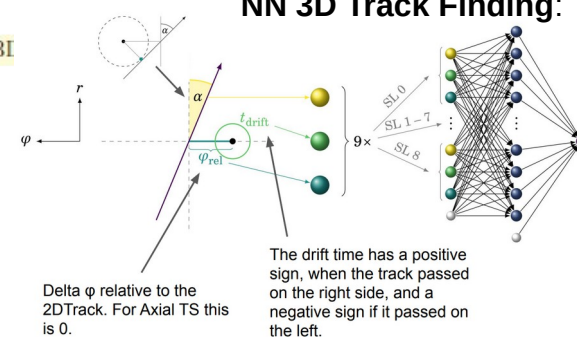 NN 3D Track Finding:
3D
α
r
α
t_drift
φ
φ_rel
9×
SL 0
SL 1 – 7
SL 8
⋮
⋮
The drift time has a positive
sign, when the track passed
on the right side, and a
negative sign if it passed on
the left.
Delta φ relative to the
2DTrack. For Axial TS this
is 0.